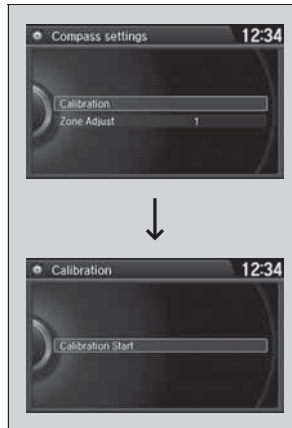 Compass settings 12:34
Calibration
Zone Adjust 1
Calibration 12:34
Calibration Start